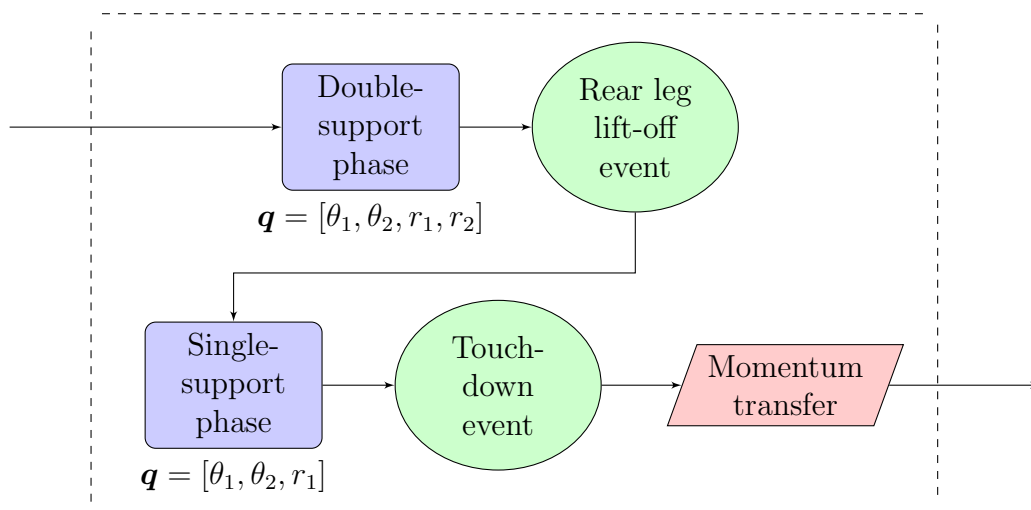 Double-
support
phase
Rear leg
lift-off
event
𝒒 = [θ₁, θ₂, r₁, r₂]
Single-
support
phase
Touch-
down
event
Momentum
transfer
𝒒 = [θ₁, θ₂, r₁]